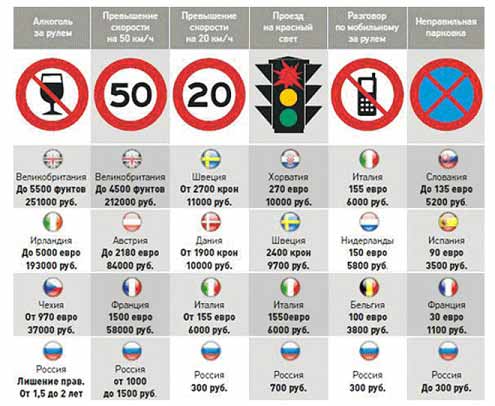 Алкоголь
за рулем
Превышение
скорости
на 50 км/ч
Превышение
скорости
на 20 км/ч
Проезд
на красный
свет
Разговор
по мобильному
за рулем
Неправильная
парковка
50
20
Великобритания
До 5500 фунтов
251000 руб.
Великобритания
До 4500 фунтов
212000 руб.
Швеция
От 2700 крон
11000 руб.
Хорватия
270 евро
10000 руб.
Италия
155 евро
6000 руб.
Словакия
До 135 евро
5200 руб.
Ирландия
До 5000 евро
193000 руб.
Австрия
До 2180 евро
84000 руб.
Дания
От 1900 крон
10000 руб.
Швеция
2400 крон
9700 руб.
Нидерланды
150 евро
5800 руб.
Испания
90 евро
3500 руб.
Чехия
От 970 евро
37000 руб.
Франция
1500 евро
58000 руб.
Италия
От 155 евро
6000 руб.
Италия
1550евро
6000 руб.
Бельгия
100 евро
3800 руб.
Франция
30 евро
1100 руб.
Россия
Лишение прав.
От 1,5 до 2 лет
Россия
от 1000
до 1500 руб.
Россия
300 руб.
Россия
700 руб.
Россия
300 руб.
Россия
До 300 руб.